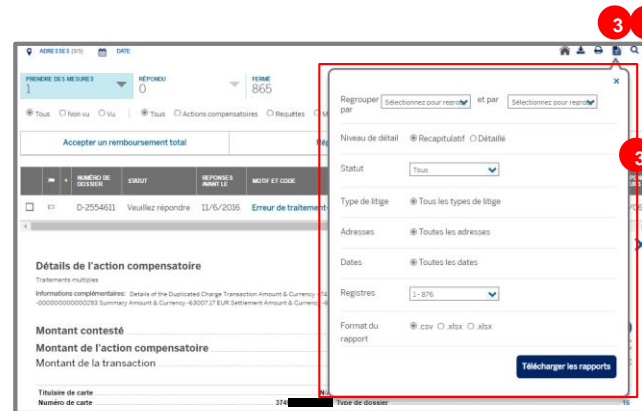 3
ADRESSES (5/5) DATE
PRENDRE DES MESURES
1
RÉPONDU
0
FERMÉ
865
Tous Non vu Vu Tous Actions compensatoires Requêtes M
Accepter un remboursement total
Rég
NUMÉRO DE DOSSIER STATUT REPONSES AVANT LE MOTIF ET CODE
D-2554611 Veuillez répondre 11/6/2016 Erreur de traitement-
Détails de l'action compensatoire
Traitements multiples
Informations complémentaires: Details of the Duplicated Charge Transaction Amount & Currency
-000000000000293 Summary Amount & Currency -63007.17 EUR Settlement Amount & Currency
Montant contesté
Montant de l'action compensatoire
Montant de la transaction
Titulaire de carte
Numéro de carte
Type de dossier
×
Regrouper par Sélectionnez pour regrou et par Sélectionnez pour regrou
Niveau de détail Recapitulatif Détaillé
Statut Tous
Type de litige Tous les types de litige
Adresses Toutes les adresses
Dates Toutes les dates
Registres 1 - 876
Format du rapport .csv .xlsx .xlsx
Télécharger les rapports
3